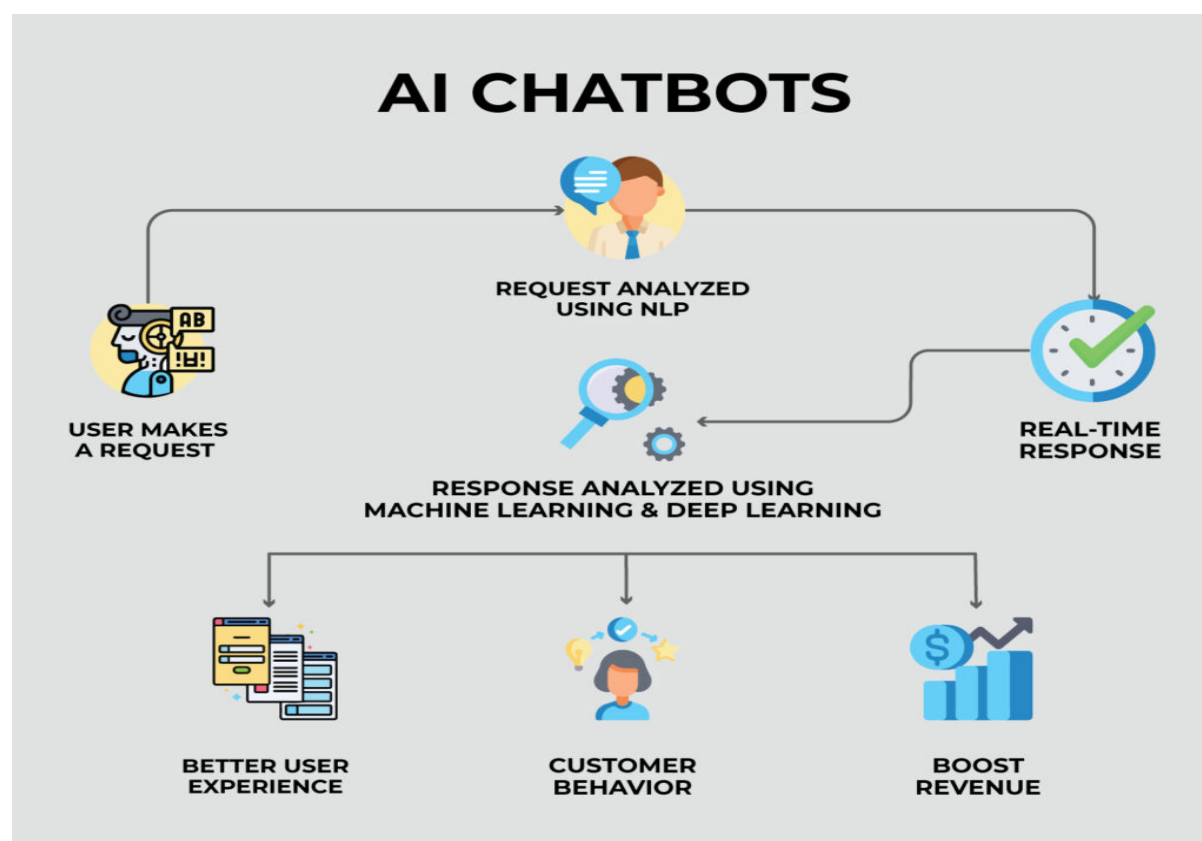 AI CHATBOTS
REQUEST ANALYZED
USING NLP
AB
USER MAKES
A REQUEST
REAL-TIME
RESPONSE
RESPONSE ANALYZED USING
MACHINE LEARNING & DEEP LEARNING
$
BETTER USER
EXPERIENCE
CUSTOMER
BEHAVIOR
BOOST
REVENUE